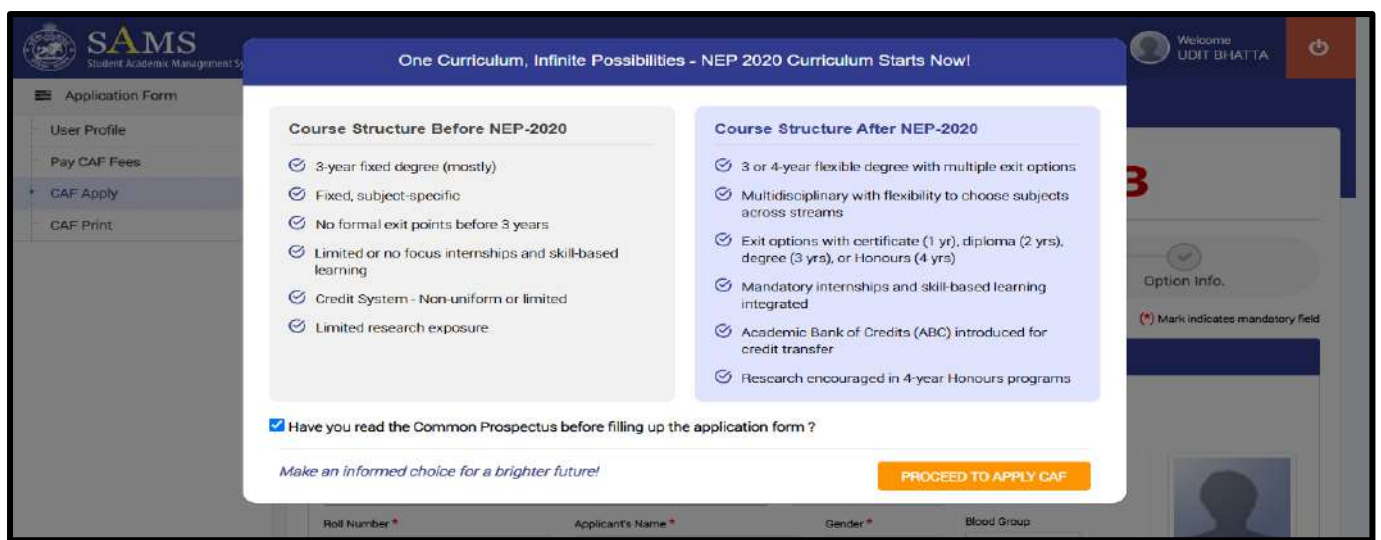 SAMS
Student Academic Management Sy
One Curriculum, Infinite Possibilities - NEP 2020 Curriculum Starts Now!
Welcome
UDIT BHATTA
Application Form
User Profile
Pay CAF Fees
CAF Apply
CAF Print
Course Structure Before NEP-2020
3-year fixed degree (mostly)
Fixed, subject-specific
No formal exit points before 3 years
Limited or no focus internships and skill-based
learning
Credit System - Non-uniform or limited
Limited research exposure
Course Structure After NEP-2020
3 or 4-year flexible degree with multiple exit options
Multidisciplinary with flexibility to choose subjects
across streams
Exit options with certificate (1 yr), diploma (2 yrs),
degree (3 yrs), or Honours (4 yrs)
Mandatory internships and skill-based learning
integrated
Academic Bank of Credits (ABC) introduced for
credit transfer
Research encouraged in 4-year Honours programs
3
Option Info.
(*) Mark indicates mandatory field
Have you read the Common Prospectus before filling up the application form ?
Make an informed choice for a brighter future!
PROCEED TO APPLY CAF
Roll Number *
Applicant's Name *
Gender *
Blood Group